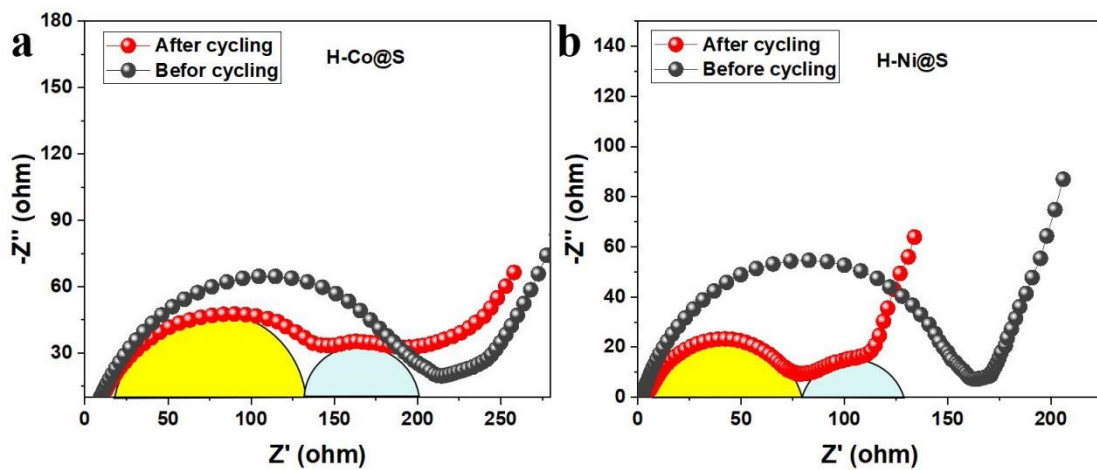 a
After cycling
Befor cycling
H-Co@S
180
150
120
90
60
30
-Z'' (ohm)
0
50
100
150
200
250
Z' (ohm)
b
After cycling
Before cycling
H-Ni@S
140
120
100
80
60
40
20
0
-Z'' (ohm)
0
50
100
150
200
Z' (ohm)